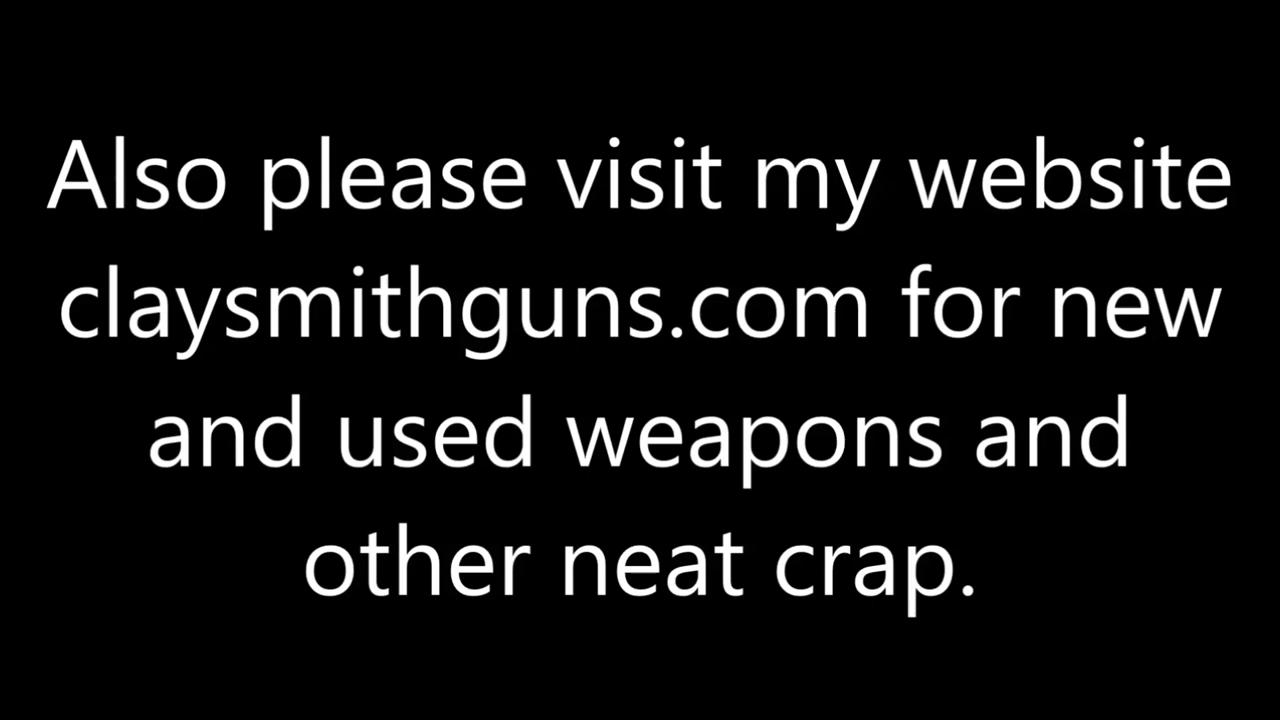 Also please visit my website
claysmithguns.com for new
and used weapons and
other neat crap.